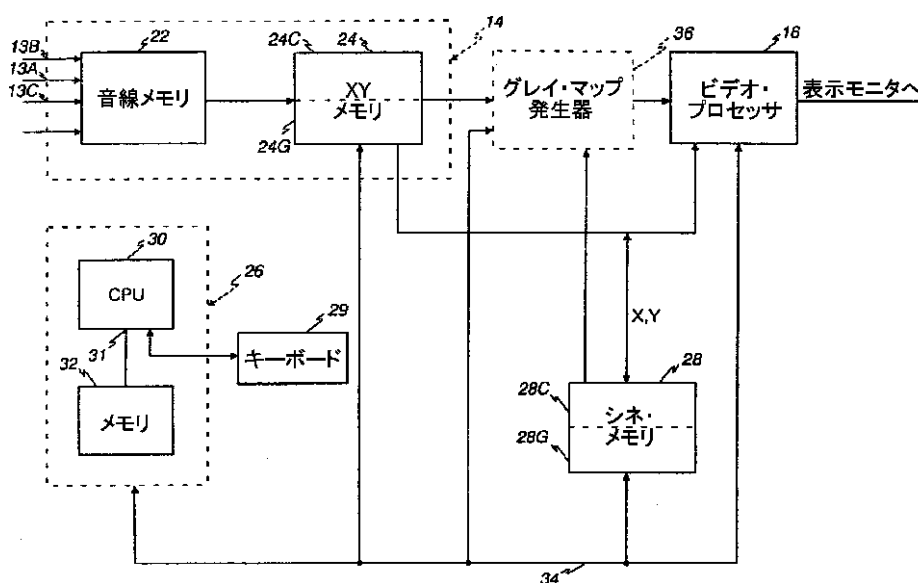 22
24C
24
14
36
18
13B
13A
13C
音線メモリ
XY
メモリ
グレイ・マップ
発生器
ビデオ・
プロセッサ
表示モニタへ
24G
30
26
CPU
29
X,Y
31
キーボード
32
28
28C
メモリ
シネ・
メモリ
28G
34